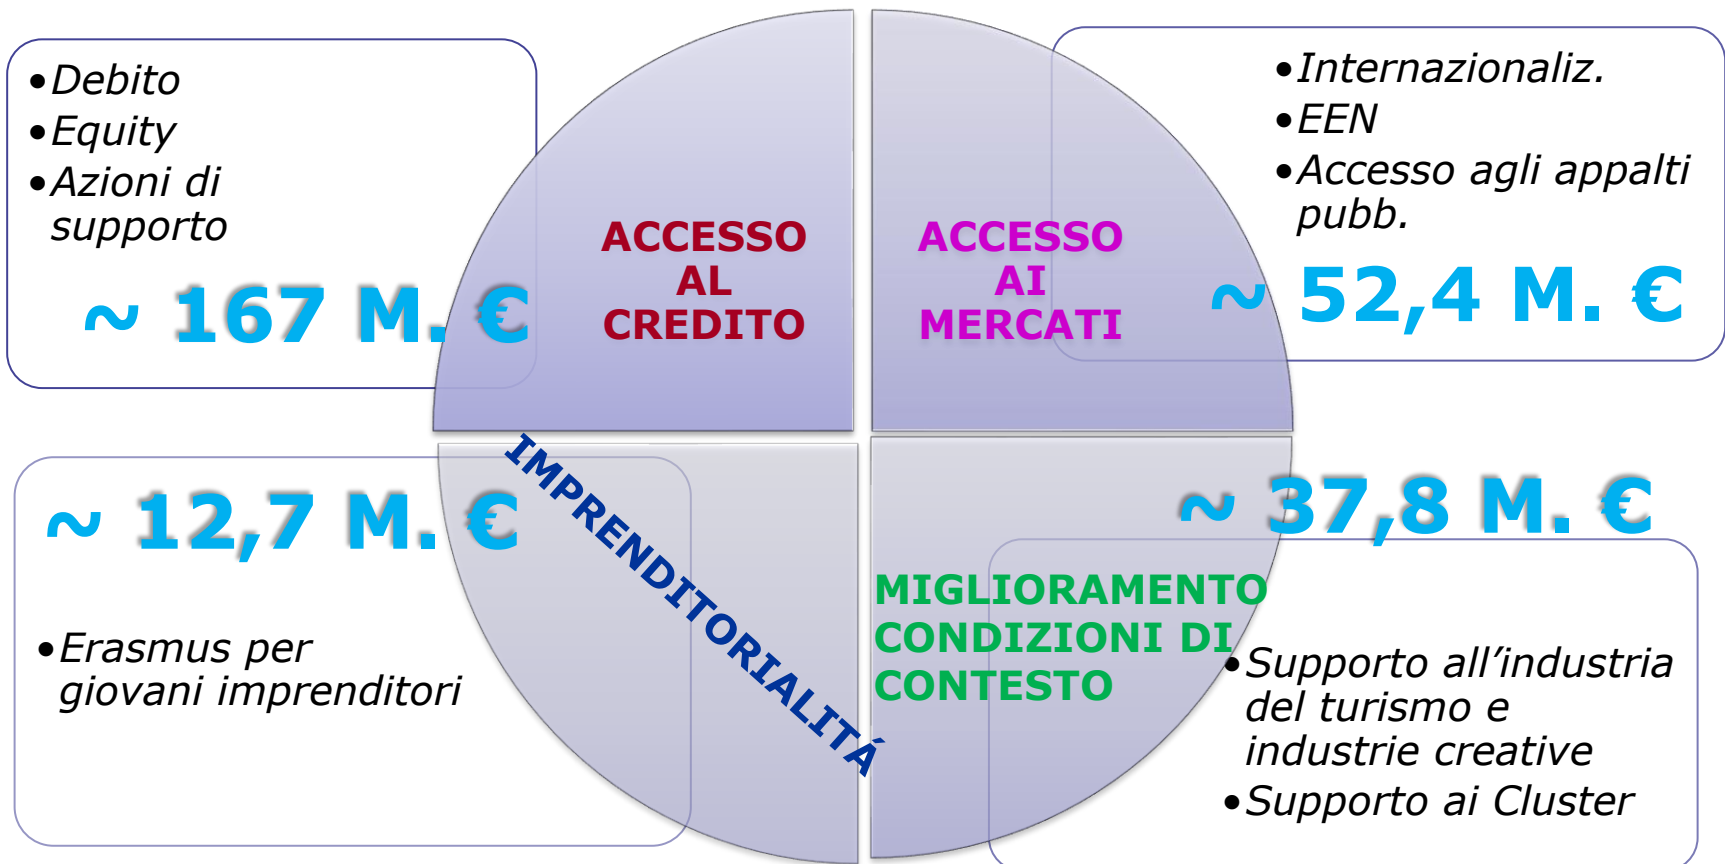 •Debito
•Equity
•Azioni di
supporto
~ 167 M. €
ACCESSO
AL
CREDITO
ACCESSO
AI
MERCATI
•Internazionaliz.
•EEN
•Accesso agli appalti
pubb.
~ 52,4 M. €
~ 12,7 M. €
•Erasmus per
giovani imprenditori
IMPRENDITORIALITÁ
~ 37,8 M. €
MIGLIORAMENTO
CONDIZIONI DI
CONTESTO
•Supporto all’industria
del turismo e
industrie creative
•Supporto ai Cluster